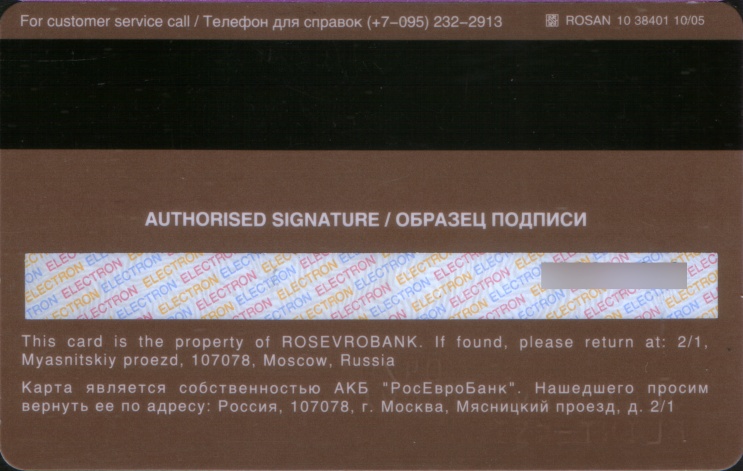 For customer service call / Телефон для справок (+7-095) 232-2913
ROSAN 10 38401 10/05
AUTHORISED SIGNATURE / ОБРАЗЕЦ ПОДПИСИ
ELECTRON ELECTRON ELECTRON ELECTRON ELECTRON ELECTRON
This card is the property of ROSEVROBANK. If found, please return at: 2/1,
Myasnitskiy proezd, 107078, Moscow, Russia
Карта является собственностью АКБ "РосЕвроБанк". Нашедшего просим
вернуть ее по адресу: Россия, 107078, г. Москва, Мясницкий проезд, д. 2/1